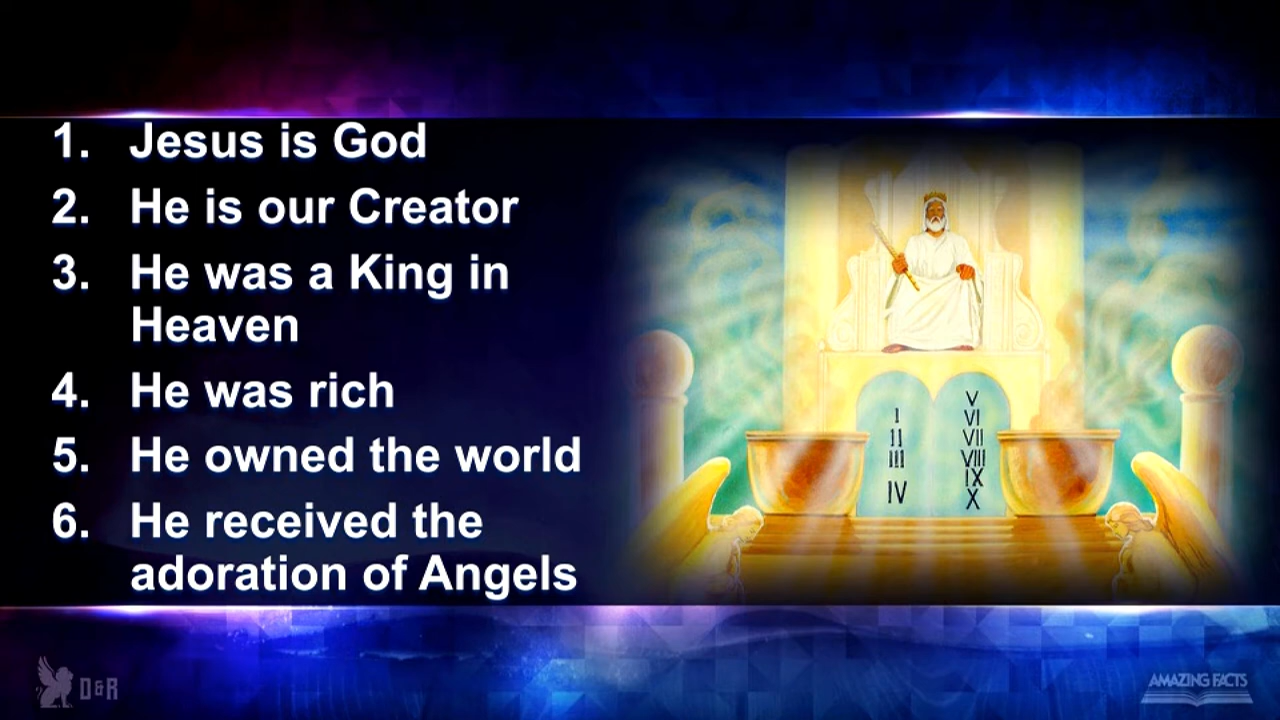 1. Jesus is God
2. He is our Creator
3. He was a King in
Heaven
4. He was rich
5. He owned the world
6. He received the
adoration of Angels
I
II
III
IV
V
VI
VII
VIII
IX
X
D&R
AMAZING FACTS